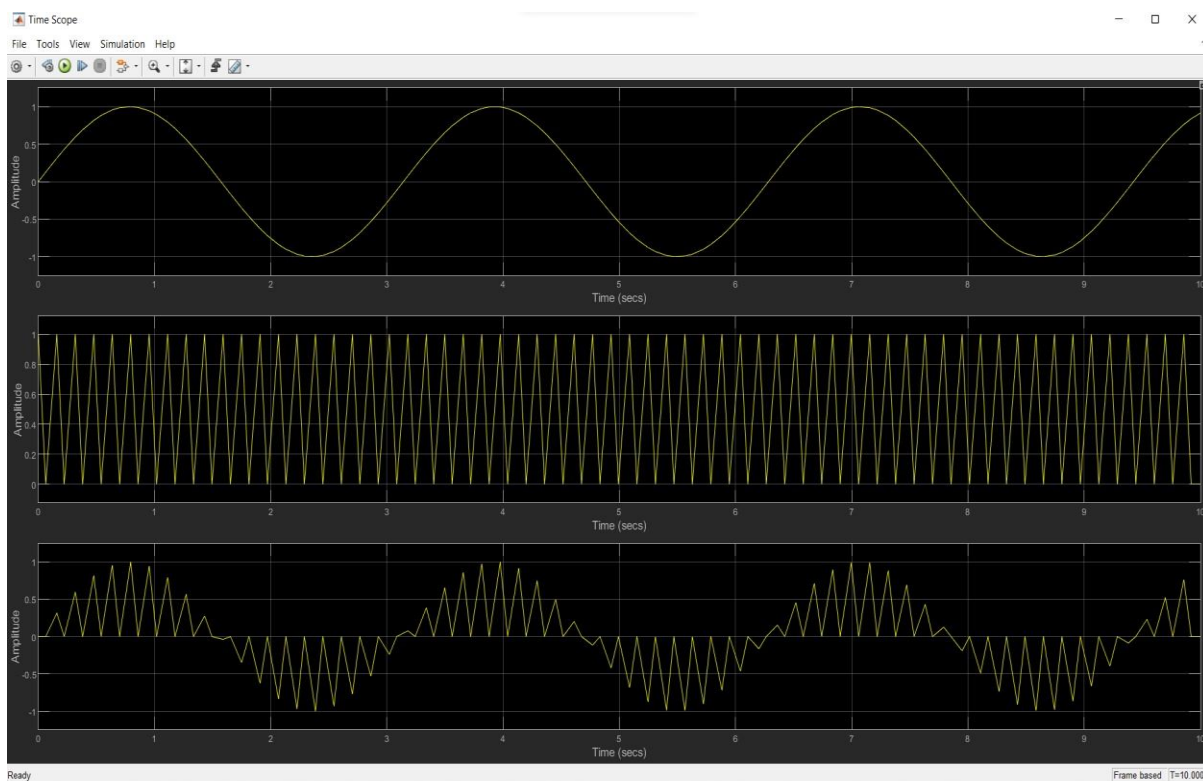 Time Scope
File Tools View Simulation Help
Amplitude
1
0.5
0
-0.5
-1
0 1 2 3 4 5 6 7 8 9 10
Time (secs)
Amplitude
1
0.8
0.6
0.4
0.2
0
0 1 2 3 4 5 6 7 8 9 10
Time (secs)
Amplitude
1
0.5
0
-0.5
-1
0 1 2 3 4 5 6 7 8 9 10
Time (secs)
Ready Frame based T=10.000